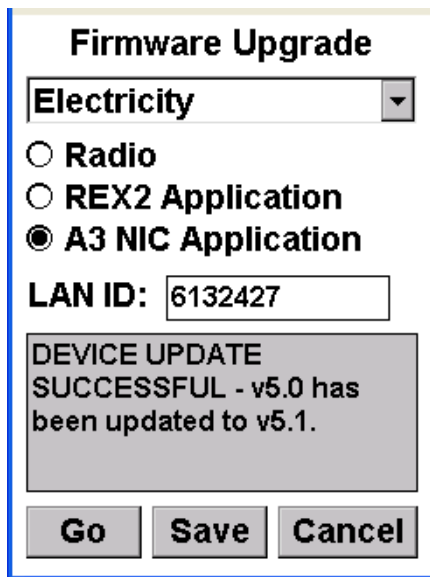 Firmware Upgrade
Electricity
Radio
REX2 Application
A3 NIC Application
LAN ID: 6132427
DEVICE UPDATE
SUCCESSFUL - v5.0 has
been updated to v5.1.
Go Save Cancel